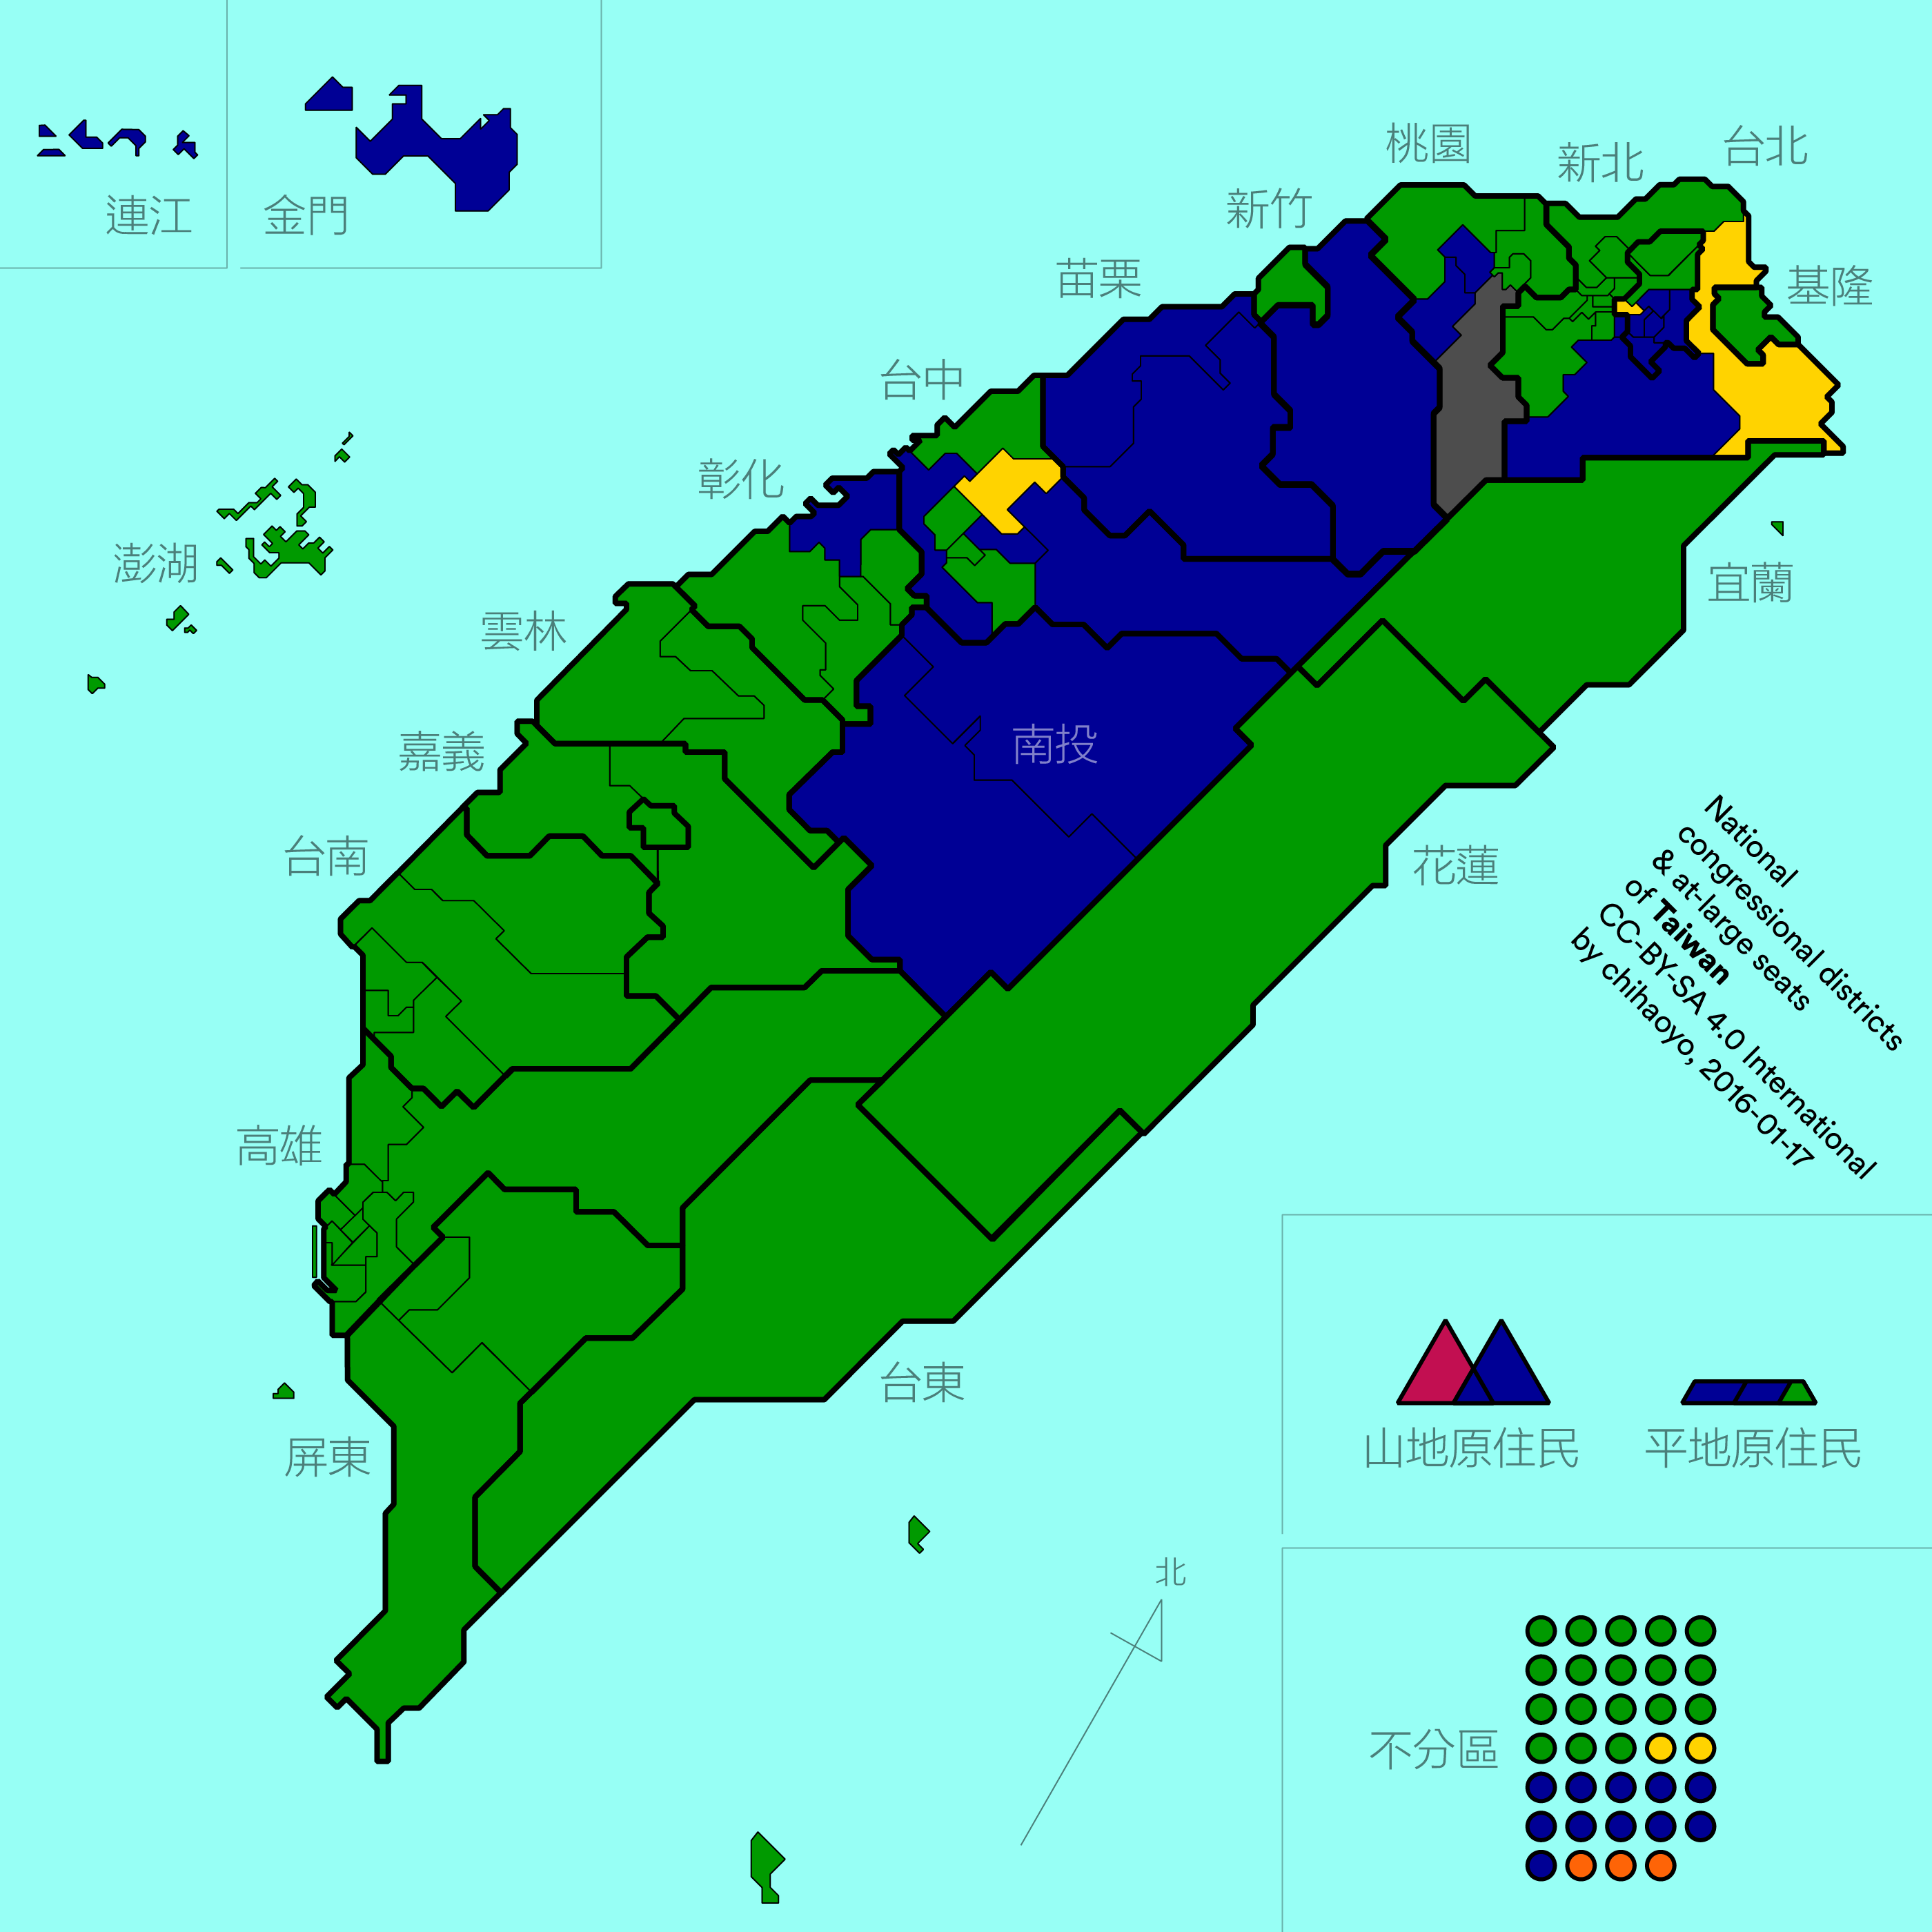 連江
金門
桃園
新北
台北
新竹
苗栗
基隆
台中
彰化
澎湖
宜蘭
雲林
南投
嘉義
台南
花蓮
National
congressional districts
& at-large seats
of Taiwan
CC-BY-SA 4.0 International
by chihaoyo, 2016-01-17
高雄
台東
屏東
山地原住民
平地原住民
北
不分區